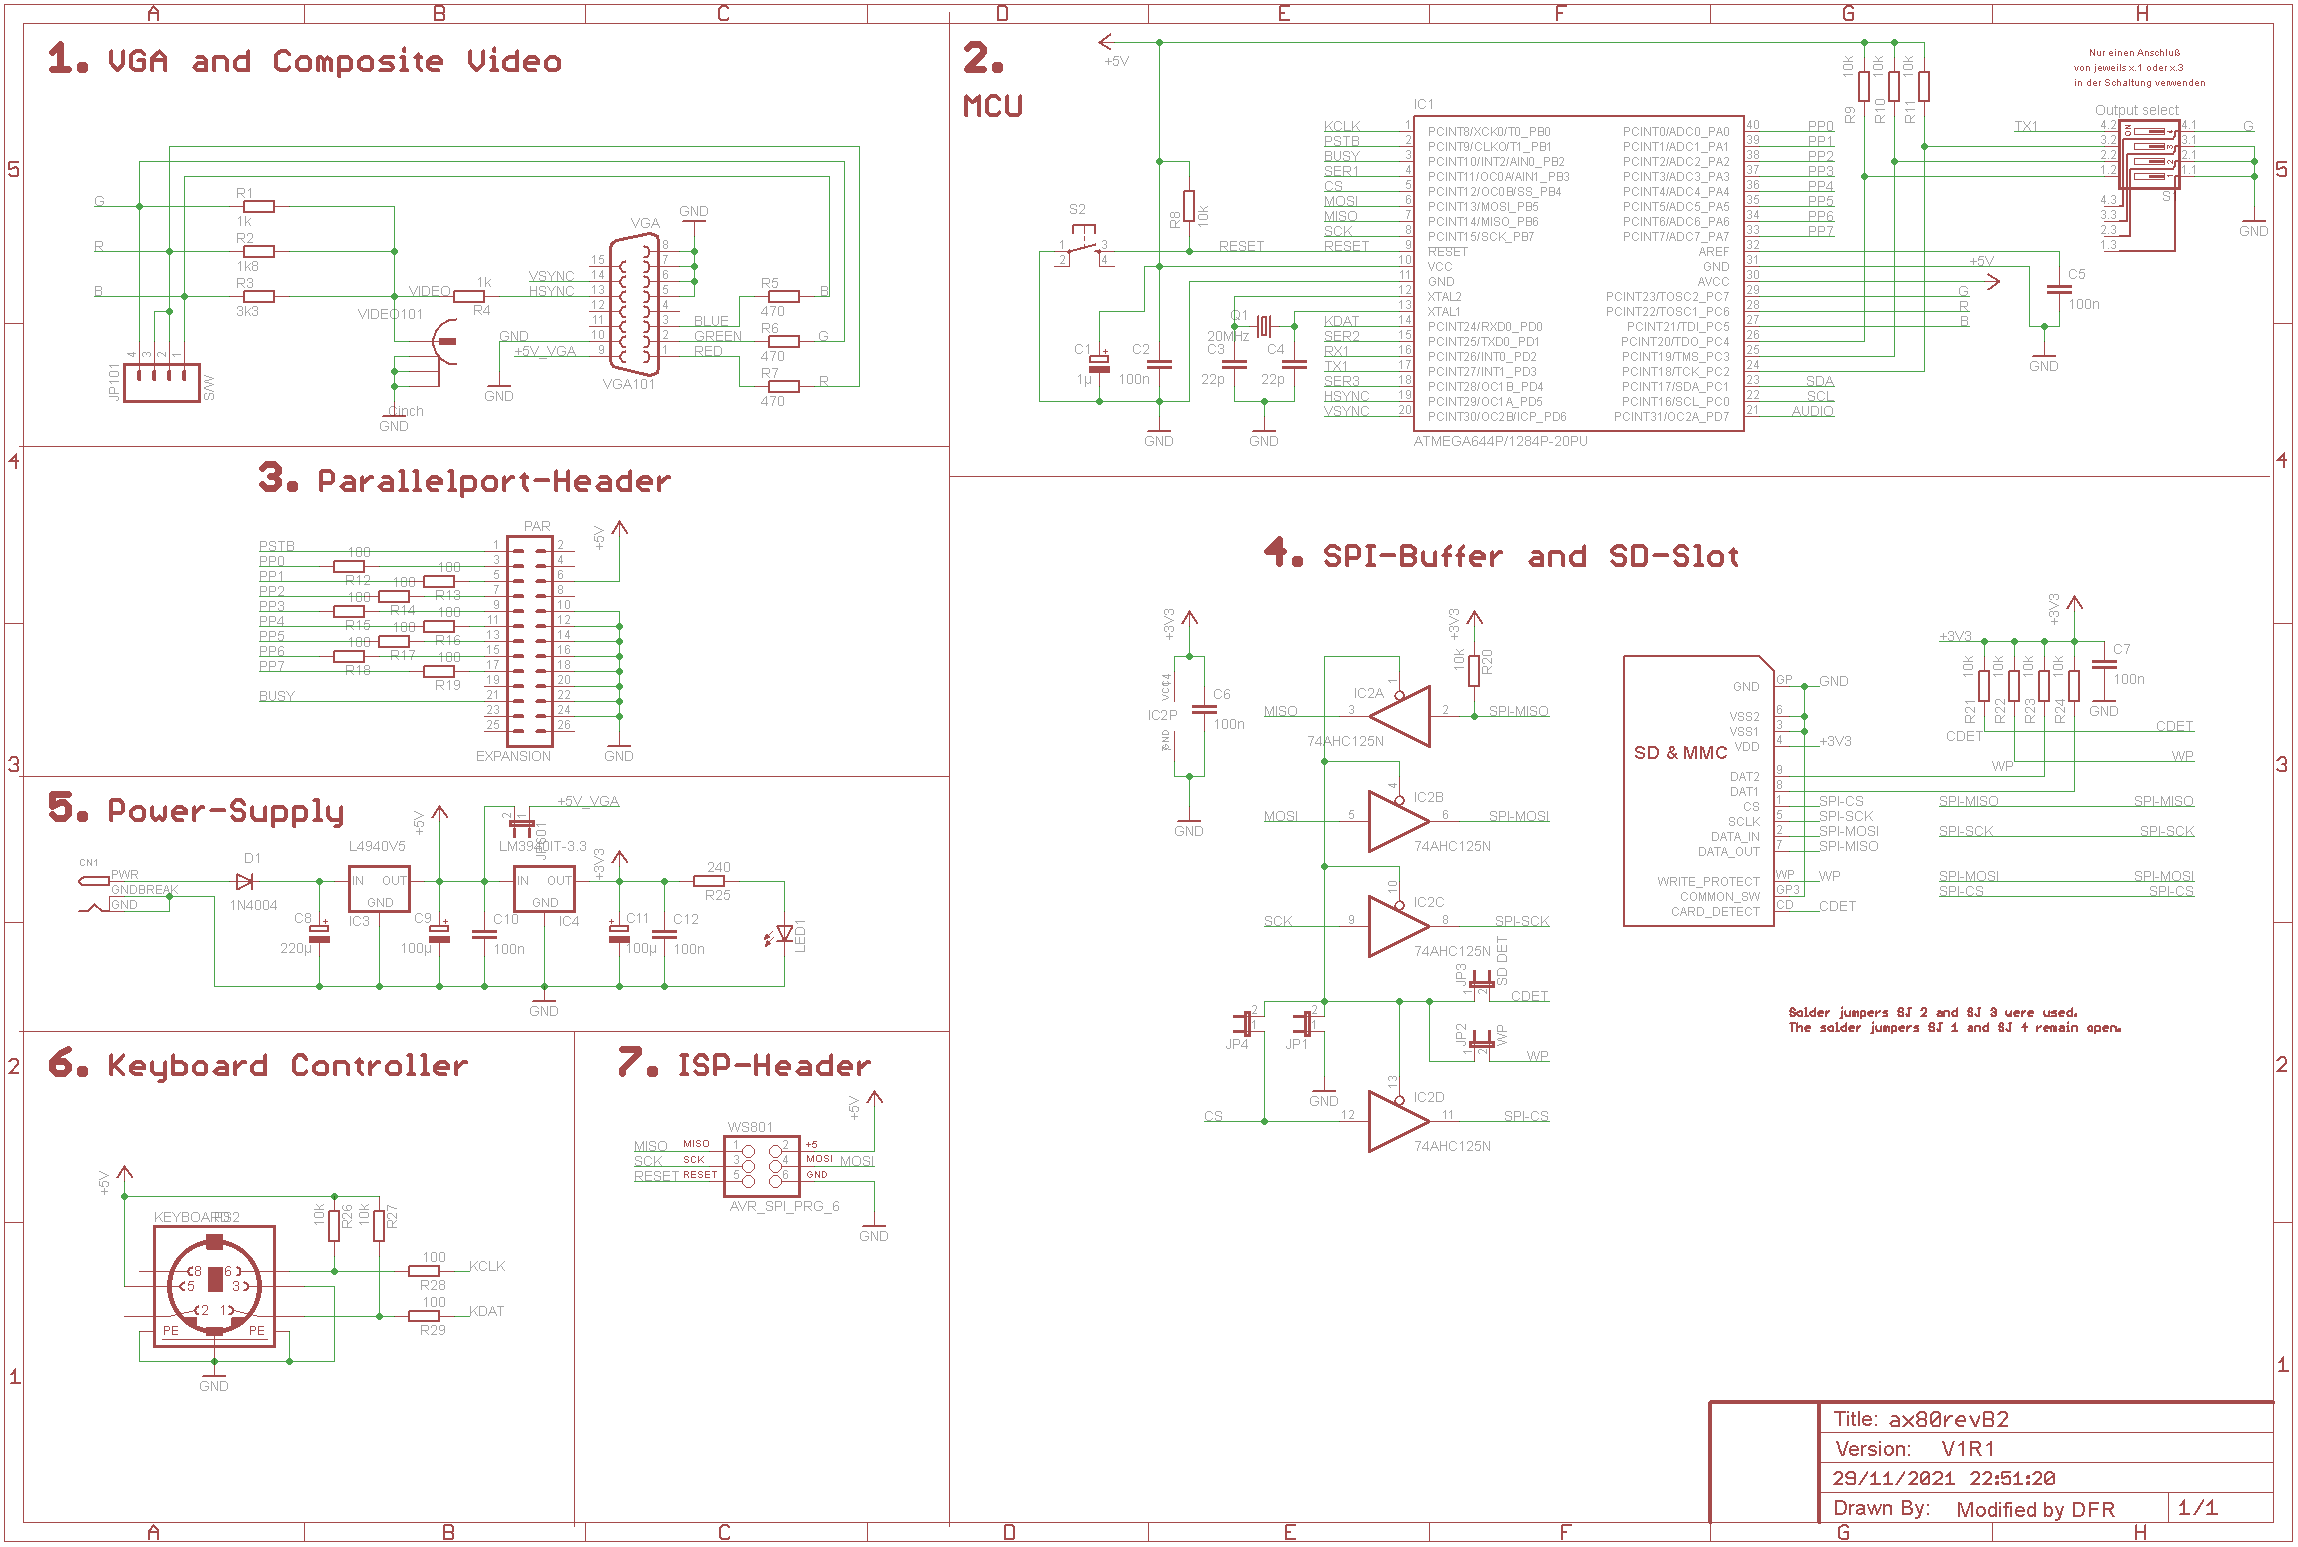 A B C D E F G H
1. VGA and Composite Video
G
R1
1k
R
R2
1k8
B
R3
3k3
VIDEO
1k
R4
VIDEO101
Cinch
GND
JP101
4 3 2 1
S/W
VGA
GND
VSYNC
HSYNC
GND
+5V_VGA
GND
15
14
13
12
11
10
9
8
7
6
5
4
3
2
1
BLUE
GREEN
RED
VGA101
R5
470
B
R6
470
G
R7
470
R
2.
MCU
+5V
S2
1 3
2 4
R8
10k
RESET
C1
1µ
C2
100n
GND
Q1
20MHz
C3
22p
C4
22p
GND
IC1
KCLK 1 PCINT8/XCK0/T0_PB0
PSTB 2 PCINT9/CLKO/T1_PB1
BUSY 3 PCINT10/INT2/AIN0_PB2
SER1 4 PCINT11/OC0A/AIN1_PB3
CS 5 PCINT12/OC0B/SS_PB4
MOSI 6 PCINT13/MOSI_PB5
MISO 7 PCINT14/MISO_PB6
SCK 8 PCINT15/SCK_PB7
RESET 9 RESET
10 VCC
11 GND
12 XTAL2
13 XTAL1
KDAT 14 PCINT24/RXD0_PD0
SER2 15 PCINT25/TXD0_PD1
RX1 16 PCINT26/INT0_PD2
TX1 17 PCINT27/INT1_PD3
SER3 18 PCINT28/OC1B_PD4
HSYNC 19 PCINT29/OC1A_PD5
VSYNC 20 PCINT30/OC2B/ICP_PD6
PCINT0/ADC0_PA0 40 PP0
PCINT1/ADC1_PA1 39 PP1
PCINT2/ADC2_PA2 38 PP2
PCINT3/ADC3_PA3 37 PP3
PCINT4/ADC4_PA4 36 PP4
PCINT5/ADC5_PA5 35 PP5
PCINT6/ADC6_PA6 34 PP6
PCINT7/ADC7_PA7 33 PP7
AREF 32
GND 31
AVCC 30
PCINT23/TOSC2_PC7 29 G
PCINT22/TOSC1_PC6 28 R
PCINT21/TDI_PC5 27 B
PCINT20/TDO_PC4 26
PCINT19/TMS_PC3 25
PCINT18/TCK_PC2 24
PCINT17/SDA_PC1 23 SDA
PCINT16/SCL_PC0 22 SCL
PCINT31/OC2A_PD7 21 AUDIO
ATMEGA644P/1284P-20PU
10k
R9
10k
R10
10k
R11
+5V
C5
100n
GND
Nur einen Anschluß
von jeweils x.1 oder x.3
in der Schaltung verwenden
Output select
TX1 4.2 ON 4 4.1 G
3.2 3 3.1
2.2 2 2.1
1.2 1 1.1
4.3
3.3
2.3
1.3
GND
3. Parallelport-Header
PAR
+5V
PSTB
PP0
PP1
PP2
PP3
PP4
PP5
PP6
PP7
BUSY
100
R12
100
R13
100
R14
100
R15
100
R16
100
R17
100
R18
100
R19
1 2
3 4
5 6
7 8
9 10
11 12
13 14
15 16
17 18
19 20
21 22
23 24
25 26
EXPANSION
GND
4. SPI-Buffer and SD-Slot
+3V3
VCC
IC2P
GND
C6
100n
GND
+3V3
10k
R20
IC2A
MISO 3 1 2 SPI-MISO
74AHC125N
IC2B
MOSI 5 4 6 SPI-MOSI
74AHC125N
IC2C
SCK 9 10 8 SPI-SCK
74AHC125N
JP3
SD DET
1 2
CDET
JP2
WP
1 2
WP
JP4
2
1
JP1
2
1
GND
IC2D
CS 12 13 11 SPI-CS
74AHC125N
SD & MMC
GND GP GND
VSS2 6
VSS1 3
VDD 4 +3V3
DAT2 9
DAT1 8
CS 1 SPI-CS
SCLK 5 SPI-SCK
DATA_IN 2 SPI-MOSI
DATA_OUT 7 SPI-MISO
WRITE_PROTECT WP WP
COMMON_SW GP3
CARD_DETECT CD CDET
+3V3
+3V3
10k
R21
10k
R22
10k
R23
10k
R24
C7
100n
GND
CDET CDET
WP WP
SPI-MISO SPI-MISO
SPI-SCK SPI-SCK
SPI-MOSI SPI-MOSI
SPI-CS SPI-CS
Solder jumpers SJ 2 and SJ 3 were used.
The solder jumpers SJ 1 and SJ 4 remain open.
5. Power-Supply
CN1
PWR
GNDBREAK
GND
D1
1N4004
C8
220µ
L4940V5
IN OUT
GND
IC3
+5V
C9
100µ
C10
100n
2 1
+5V_VGA
LM3940IT-3.3
IN OUT
GND
IC4
+3V3
C11
100µ
C12
100n
240
R25
LED1
GND
6. Keyboard Controller
+5V
KEYBOARD
PS2
8 6
5 3
2 1
PE PE
GND
10k
R26
10k
R27
100
R28
KCLK
100
R29
KDAT
7. ISP-Header
WS801
+5V
MISO MISO 1 2 +5
SCK SCK 3 4 MOSI MOSI
RESET RESET 5 6 GND
AVR_SPI_PRG_6
GND
Title: ax80revB2
Version: V1R1
29/11/2021 22:51:20
Drawn By: Modified by DFR 1/1
5
4
3
2
1
5
4
3
2
1
A B C D E F G H